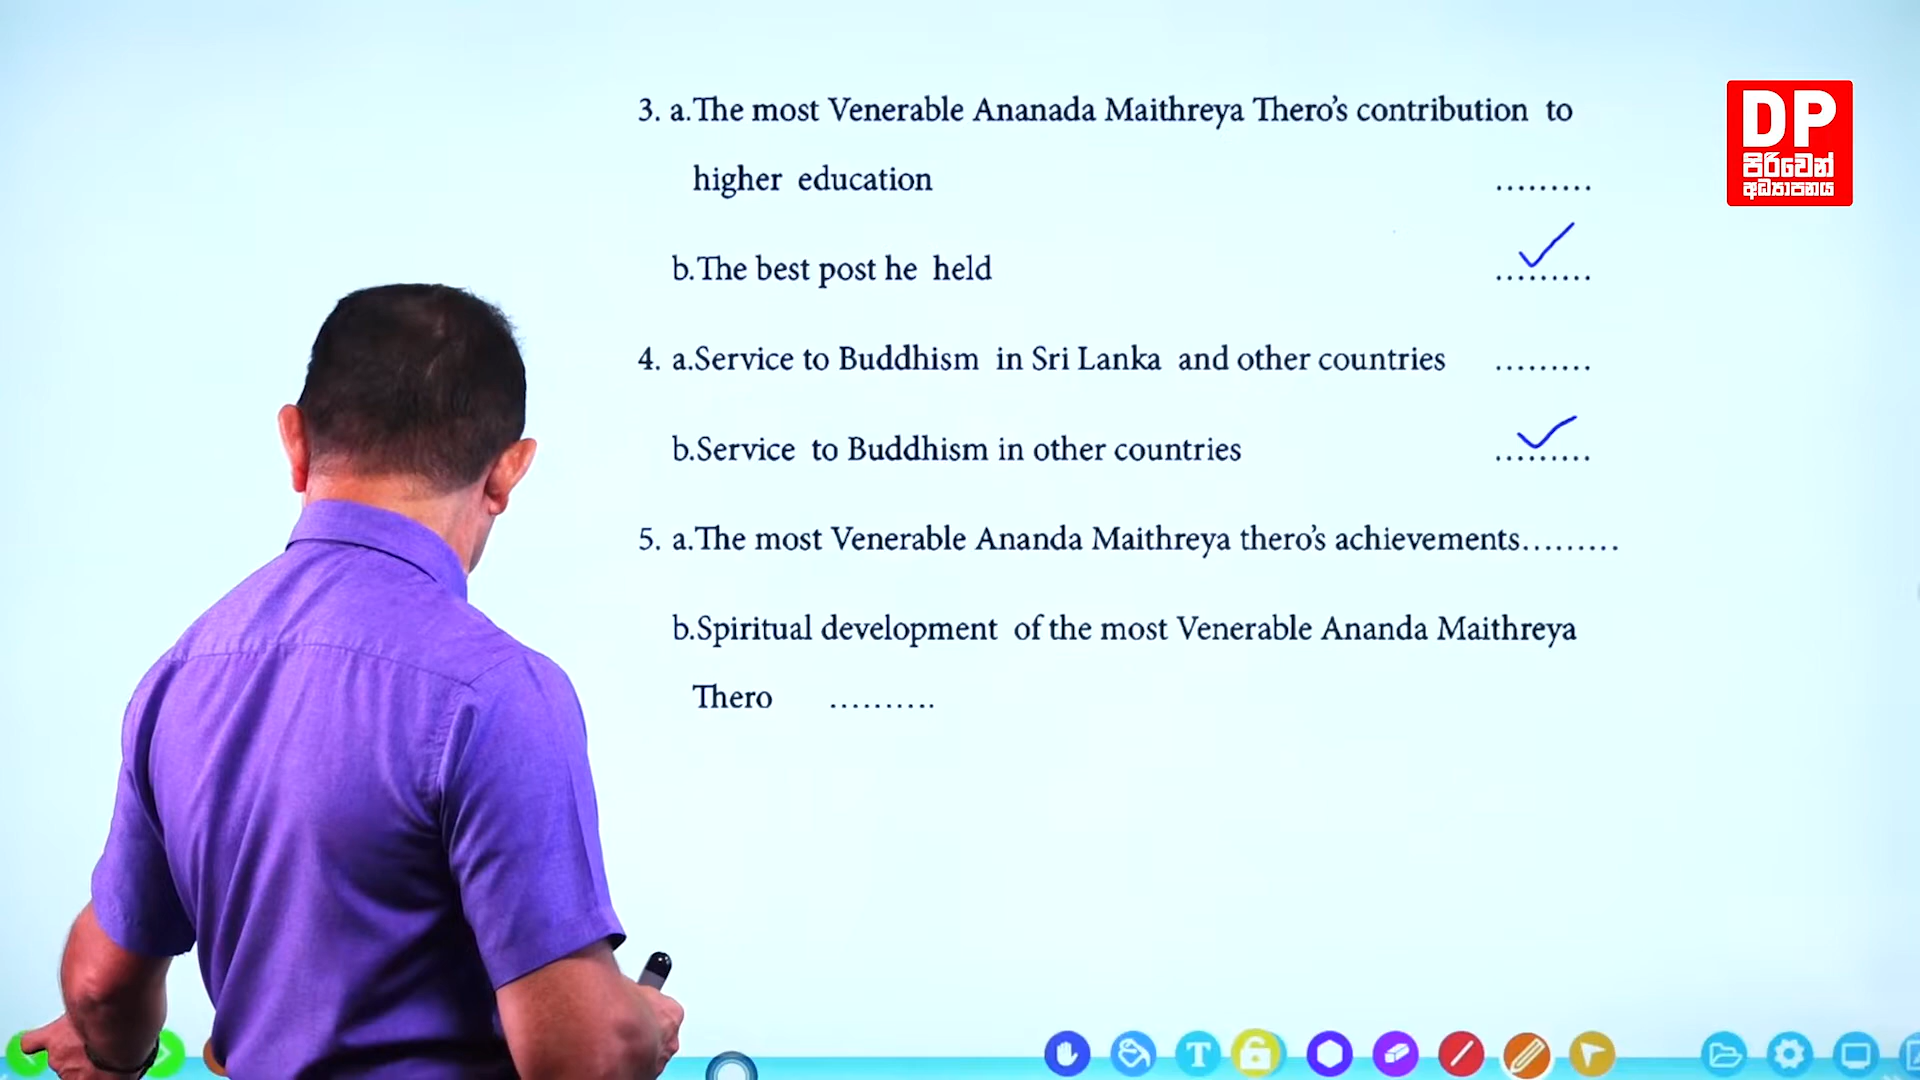 3. a.The most Venerable Ananada Maithreya Thero's contribution to
higher education .........
b.The best post he held .........
4. a.Service to Buddhism in Sri Lanka and other countries .........
b.Service to Buddhism in other countries .........
5. a.The most Venerable Ananda Maithreya thero's achievements.........
b.Spiritual development of the most Venerable Ananda Maithreya
Thero ..........
DP
පිරිවෙන්
අධ්‍යාපනය